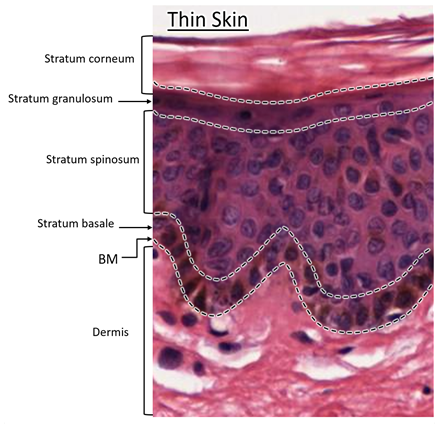 Thin Skin
Stratum corneum
Stratum granulosum
Stratum spinosum
Stratum basale
BM
Dermis